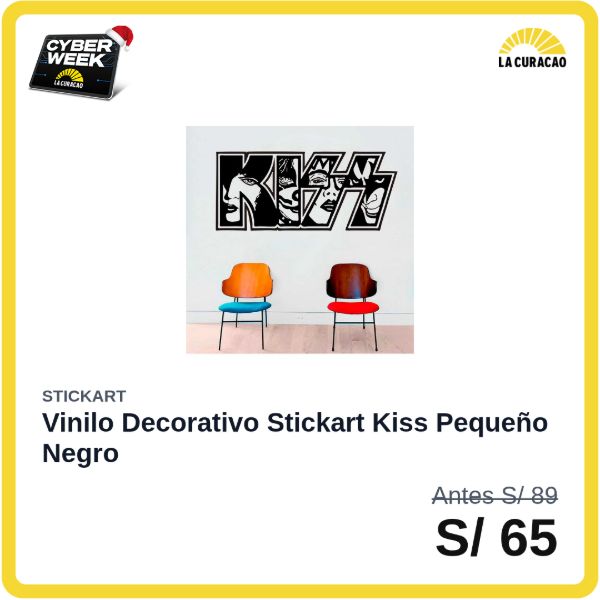 CYBER
WEEK
LA CURACAO
LA CURACAO
KISS
STICKART
Vinilo Decorativo Stickart Kiss Pequeño
Negro
Antes S/ 89
S/ 65